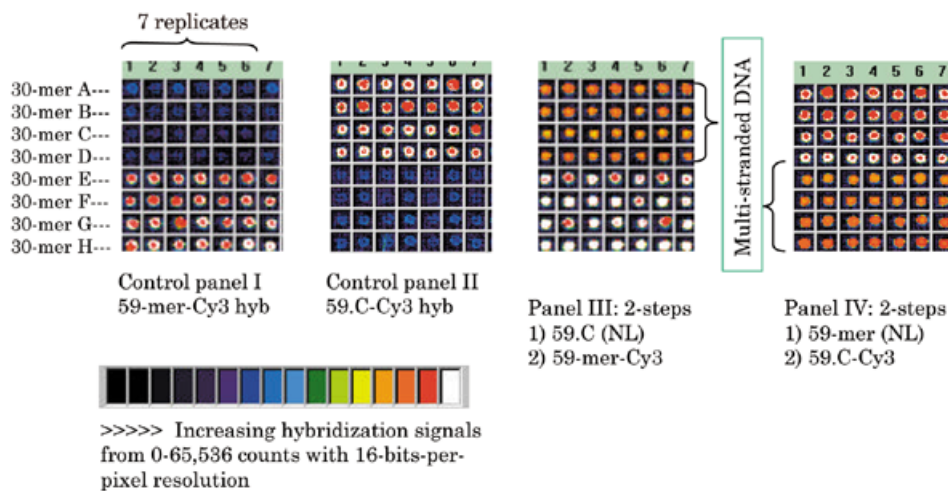 7 replicates
1 2 3 4 5 6 7
1 2 3 4 5 6 7
1 2 3 4 5 6 7
1 2 3 4 5 6 7
30-mer A---
30-mer B---
30-mer C---
30-mer D---
30-mer E---
30-mer F---
30-mer G---
30-mer H---
Multi-stranded DNA
Control panel I
59-mer-Cy3 hyb
Control panel II
59.C-Cy3 hyb
Panel III: 2-steps
1) 59.C (NL)
2) 59-mer-Cy3
Panel IV: 2-steps
1) 59-mer (NL)
2) 59.C-Cy3
>>>>> Increasing hybridization signals
from 0-65,536 counts with 16-bits-per-
pixel resolution